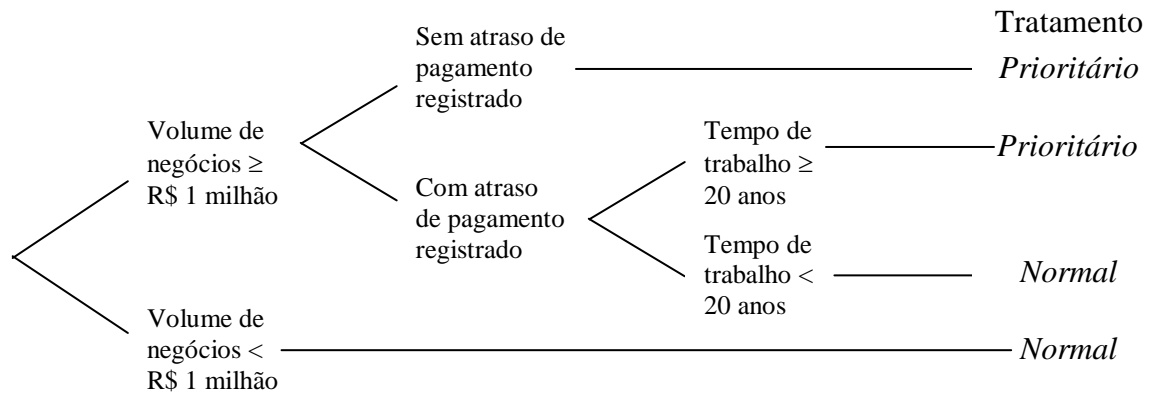 Tratamento
Sem atraso de
pagamento
registrado
Prioritário
Volume de
negócios ≥
R$ 1 milhão
Tempo de
trabalho ≥
20 anos
Prioritário
Com atraso
de pagamento
registrado
Tempo de
trabalho <
20 anos
Normal
Volume de
negócios <
R$ 1 milhão
Normal